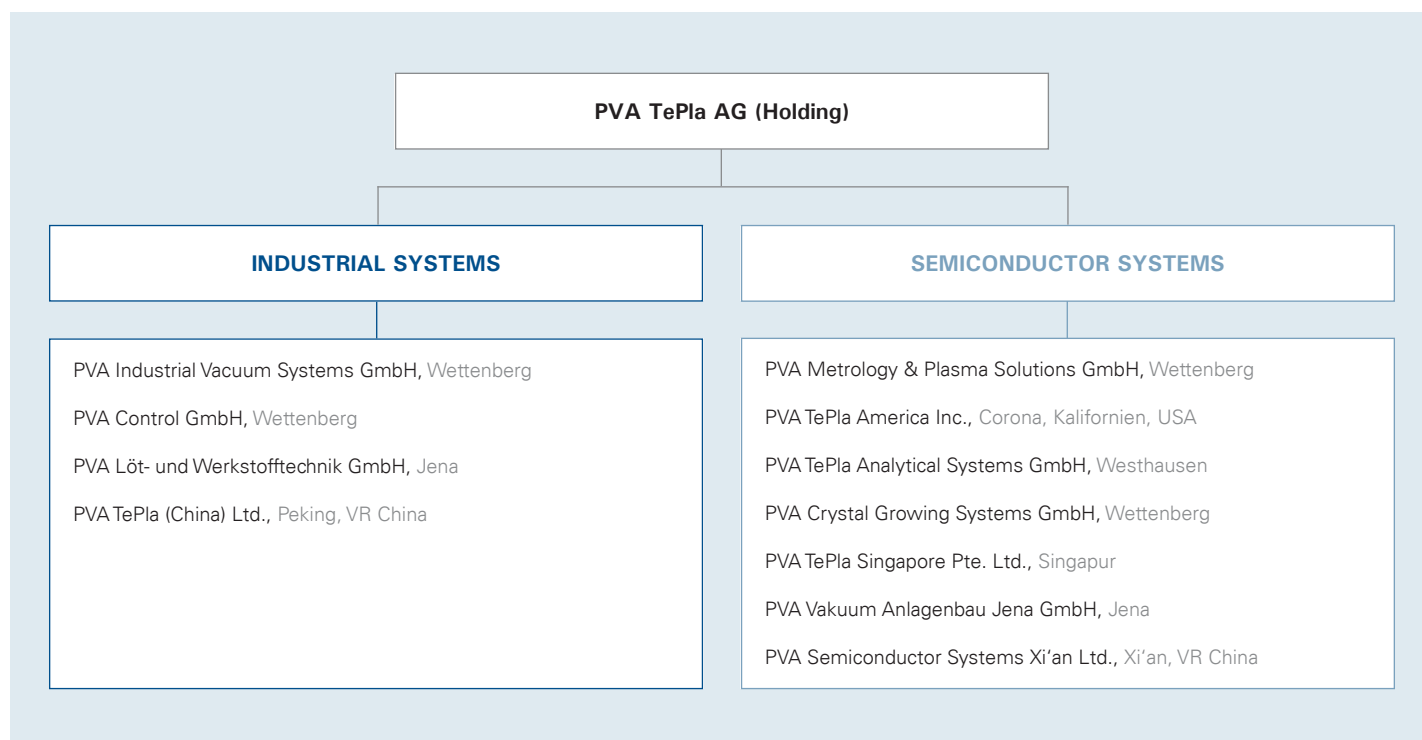 PVA TePla AG (Holding)
INDUSTRIAL SYSTEMS
PVA Industrial Vacuum Systems GmbH, Wettenberg
PVA Control GmbH, Wettenberg
PVA Löt- und Werkstofftechnik GmbH, Jena
PVA TePla (China) Ltd., Peking, VR China
SEMICONDUCTOR SYSTEMS
PVA Metrology & Plasma Solutions GmbH, Wettenberg
PVA TePla America Inc., Corona, Kalifornien, USA
PVA TePla Analytical Systems GmbH, Westhausen
PVA Crystal Growing Systems GmbH, Wettenberg
PVA TePla Singapore Pte. Ltd., Singapur
PVA Vakuum Anlagenbau Jena GmbH, Jena
PVA Semiconductor Systems Xi’an Ltd., Xi’an, VR China